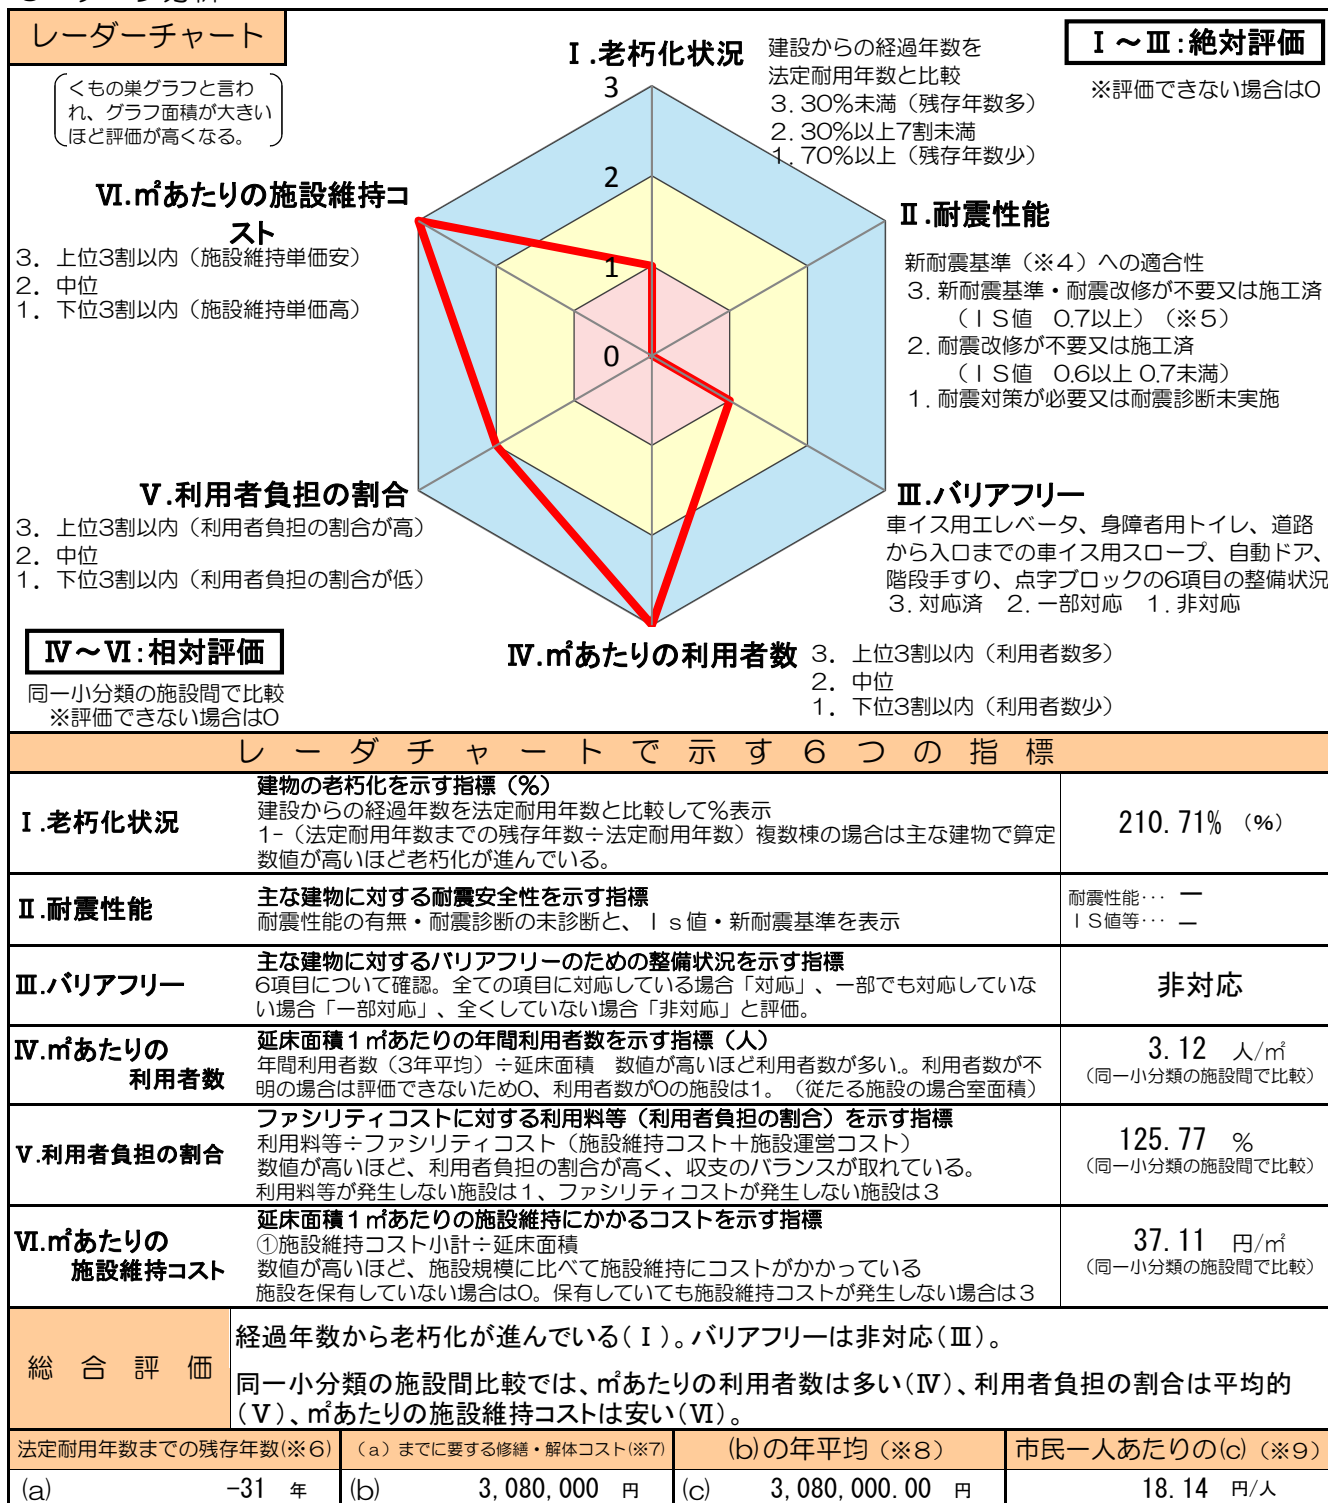 レーダーチャート
くもの巣グラフと言わ
れ、グラフ面積が大きい
ほど評価が高くなる。
Ⅰ.老朽化状況
建設からの経過年数を
法定耐用年数と比較
3.30%未満（残存年数多）
2.30%以上7割未満
1.70%以上（残存年数少）
Ⅰ～Ⅲ:絶対評価
※評価できない場合は0
3
2
1
0
Ⅵ.㎡あたりの施設維持コ
スト
3．上位3割以内（施設維持単価安）
2．中位
1．下位3割以内（施設維持単価高）
Ⅱ.耐震性能
新耐震基準（※4）への適合性
3.新耐震基準・耐震改修が不要又は施工済
（ＩＳ値　0.7以上）（※5）
2.耐震改修が不要又は施工済
（ＩＳ値　0.6以上 0.7未満）
1.耐震対策が必要又は耐震診断未実施
Ⅴ.利用者負担の割合
3．上位3割以内（利用者負担の割合が高）
2．中位
1．下位3割以内（利用者負担の割合が低）
Ⅲ.バリアフリー
車イス用エレベータ、身障者用トイレ、道路
から入口までの車イス用スロープ、自動ドア、
階段手すり、点字ブロックの6項目の整備状況
3.対応済　2.一部対応　1.非対応
Ⅳ～Ⅵ:相対評価
同一小分類の施設間で比較
※評価できない場合は0
Ⅳ.㎡あたりの利用者数
3．上位3割以内（利用者数多）
2．中位
1．下位3割以内（利用者数少）
レーダチャートで示す6つの指標
Ⅰ.老朽化状況
建物の老朽化を示す指標（%）
建設からの経過年数を法定耐用年数と比較して%表示
1-（法定耐用年数までの残存年数÷法定耐用年数）複数棟の場合は主な建物で算定
数値が高いほど老朽化が進んでいる。
210.71%（%）
Ⅱ.耐震性能
主な建物に対する耐震安全性を示す指標
耐震性能の有無・耐震診断の未診断と、Ｉｓ値・新耐震基準を表示
耐震性能…　―
ＩＳ値等…　―
Ⅲ.バリアフリー
主な建物に対するバリアフリーのための整備状況を示す指標
6項目について確認。全ての項目に対応している場合「対応」、一部でも対応していな
い場合「一部対応」、全くしていない場合「非対応」と評価。
非対応
Ⅳ.㎡あたりの
利用者数
延床面積1㎡あたりの年間利用者数を示す指標（人）
年間利用者数（3年平均）÷延床面積　数値が高いほど利用者数が多い。利用者数が不
明の場合は評価できないため0、利用者数が0の施設は1。（従たる施設の場合室面積）
3.12　人/㎡
（同一小分類の施設間で比較）
Ⅴ.利用者負担の割合
ファシリティコストに対する利用料等（利用者負担の割合）を示す指標
利用料等÷ファシリティコスト（施設維持コスト＋施設運営コスト）
数値が高いほど、利用者負担の割合が高く、収支のバランスが取れている。
利用料等が発生しない施設は1、ファシリティコストが発生しない施設は3
125.77　%
（同一小分類の施設間で比較）
Ⅵ.㎡あたりの
施設維持コスト
延床面積1㎡あたりの施設維持にかかるコストを示す指標
①施設維持コスト小計÷延床面積
数値が高いほど、施設規模に比べて施設維持にコストがかかっている
施設を保有していない場合は0。保有していても施設維持コストが発生しない場合は3
37.11　円/㎡
（同一小分類の施設間で比較）
総合評価
経過年数から老朽化が進んでいる(Ⅰ)。バリアフリーは非対応(Ⅲ)。
同一小分類の施設間比較では、㎡あたりの利用者数は多い(Ⅳ)、利用者負担の割合は平均的
(Ⅴ)、㎡あたりの施設維持コストは安い(Ⅵ)。
法定耐用年数までの残存年数(※6)
（a）までに要する修繕・解体コスト(※7)
(b)の年平均（※8）
市民一人あたりの(c)（※9）
(a)　-31　年
(b)　3,080,000　円
(c)　3,080,000.00　円
18.14　円/人